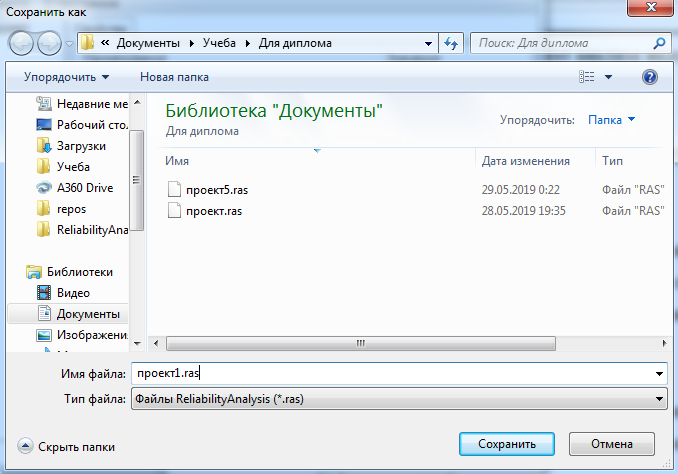 Сохранить как
« Документы Учеба Для диплома
Поиск: Для диплома
Упорядочить
Новая папка
Недавние ме
Рабочий сто.
Загрузки
Учеба
A360 Drive
repos
ReliabilityAna
Библиотеки
Видео
Документы
Изображения
Библиотека "Документы"
Для диплома
Упорядочить: Папка
Имя Дата изменения Тип
проект5.ras 29.05.2019 0:22 Файл "RAS"
проект.ras 28.05.2019 19:35 Файл "RAS"
Имя файла: проект1.ras
Тип файла: Файлы ReliabilityAnalysis (*.ras)
Скрыть папки
Сохранить
Отмена